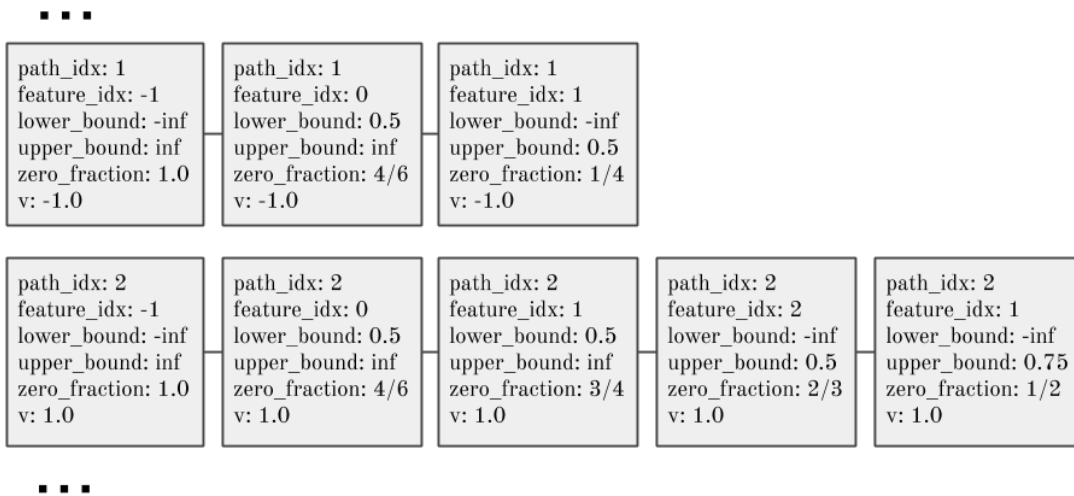 ...
path_idx: 1
feature_idx: -1
lower_bound: -inf
upper_bound: inf
zero_fraction: 1.0
v: -1.0
path_idx: 1
feature_idx: 0
lower_bound: 0.5
upper_bound: inf
zero_fraction: 4/6
v: -1.0
path_idx: 1
feature_idx: 1
lower_bound: -inf
upper_bound: 0.5
zero_fraction: 1/4
v: -1.0
path_idx: 2
feature_idx: -1
lower_bound: -inf
upper_bound: inf
zero_fraction: 1.0
v: 1.0
path_idx: 2
feature_idx: 0
lower_bound: 0.5
upper_bound: inf
zero_fraction: 4/6
v: 1.0
path_idx: 2
feature_idx: 1
lower_bound: 0.5
upper_bound: inf
zero_fraction: 3/4
v: 1.0
path_idx: 2
feature_idx: 2
lower_bound: -inf
upper_bound: 0.5
zero_fraction: 2/3
v: 1.0
path_idx: 2
feature_idx: 1
lower_bound: -inf
upper_bound: 0.75
zero_fraction: 1/2
v: 1.0
...